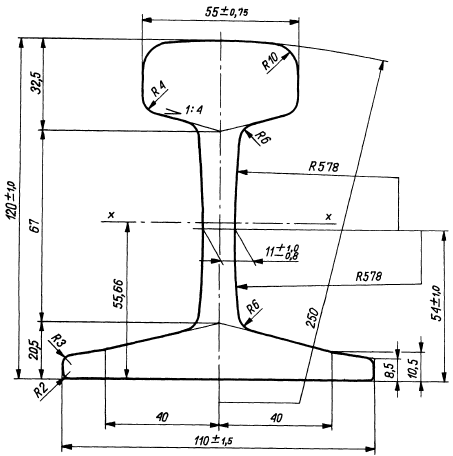 55±0,75
R10
R4
1:4
R6
32,5
R578
120±1,0
67
x
x
11+1,0
−0,8
55,66
R578
54±1,0
250
R6
20,5
R3
R2
8,5
10,5
40
40
110±1,5